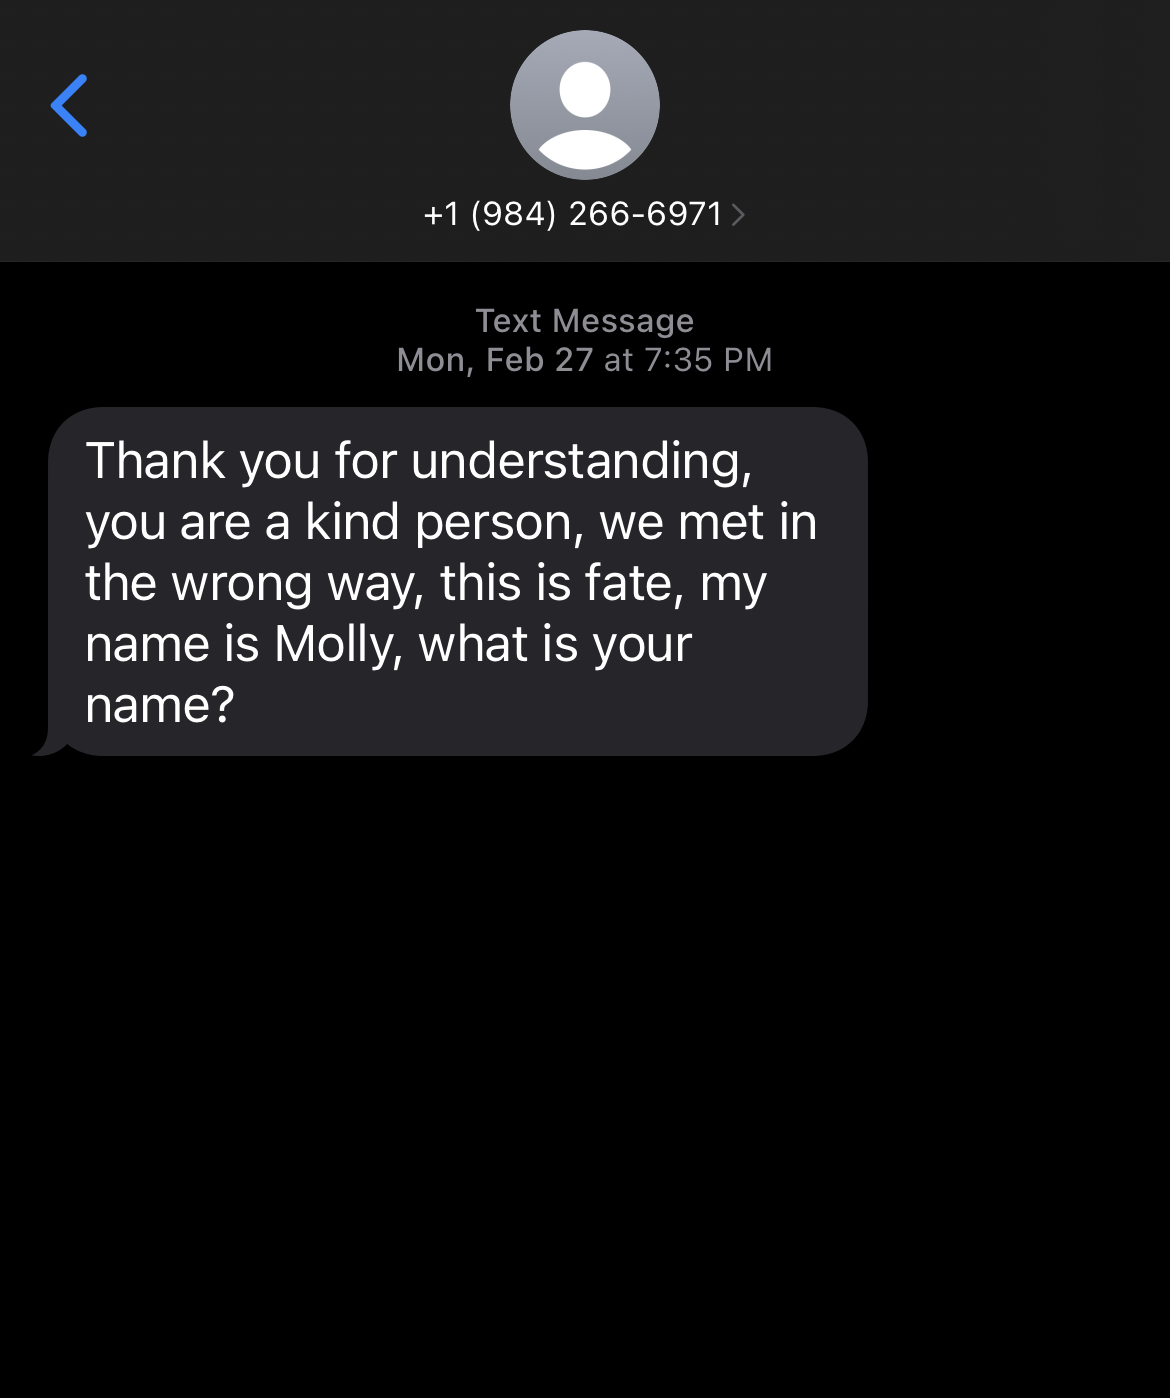 +1 (984) 266-6971
Text Message
Mon, Feb 27 at 7:35 PM
Thank you for understanding,
you are a kind person, we met in
the wrong way, this is fate, my
name is Molly, what is your
name?